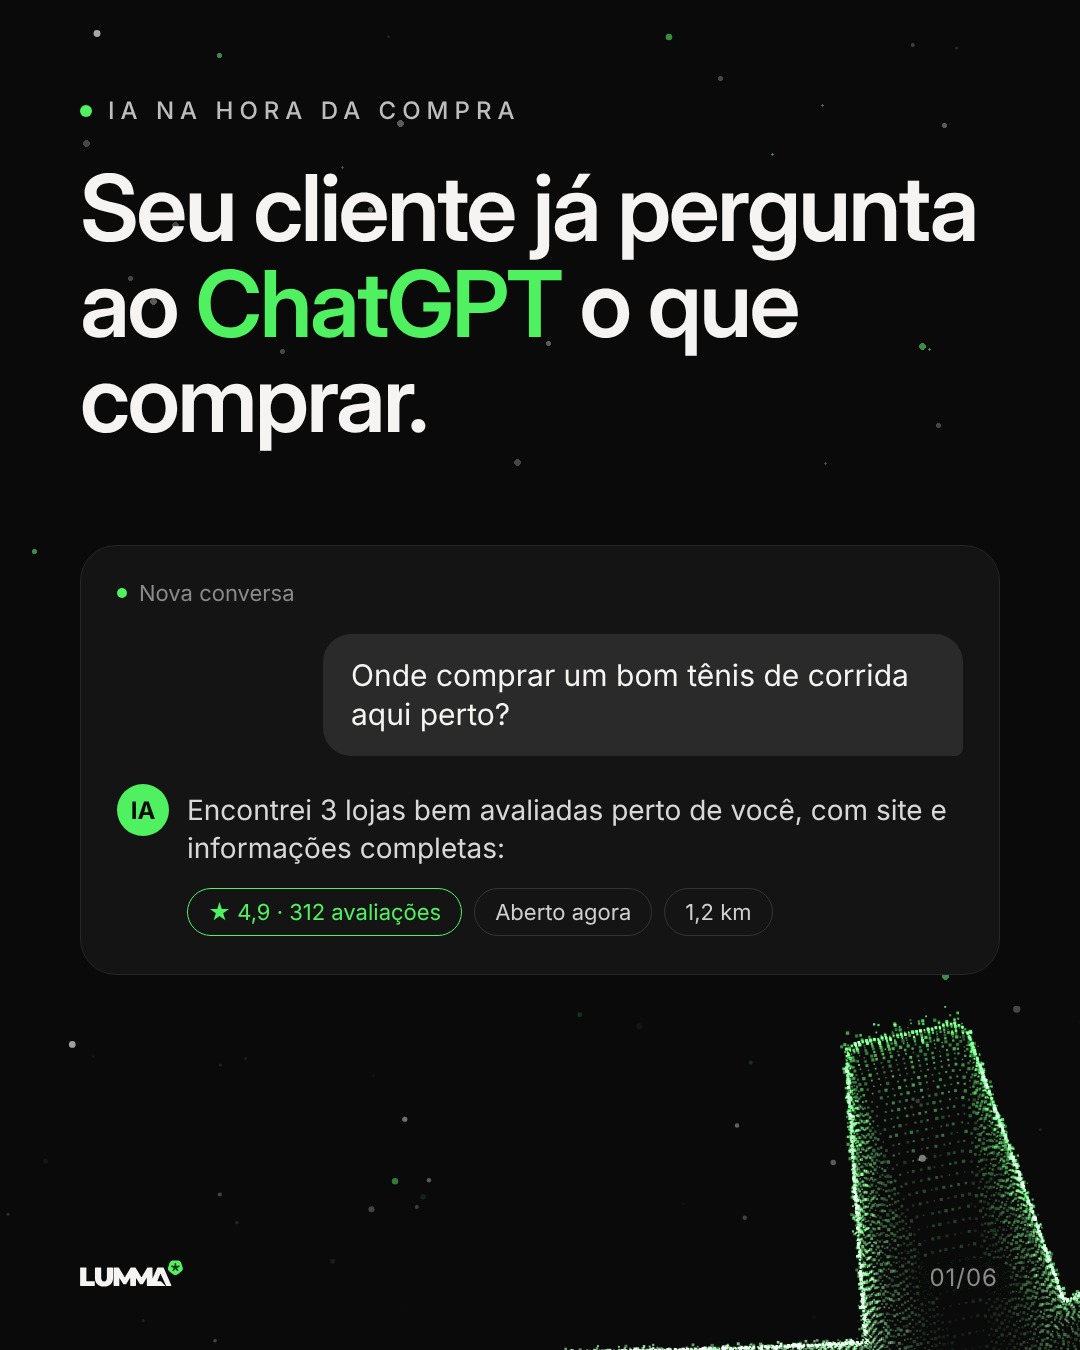 IA NA HORA DA COMPRA
Seu cliente já pergunta
ao ChatGPT o que
comprar.
Nova conversa
Onde comprar um bom tênis de corrida
aqui perto?
IA
Encontrei 3 lojas bem avaliadas perto de você, com site e
informações completas:
★ 4,9 · 312 avaliações
Aberto agora
1,2 km
LUMMA
01/06